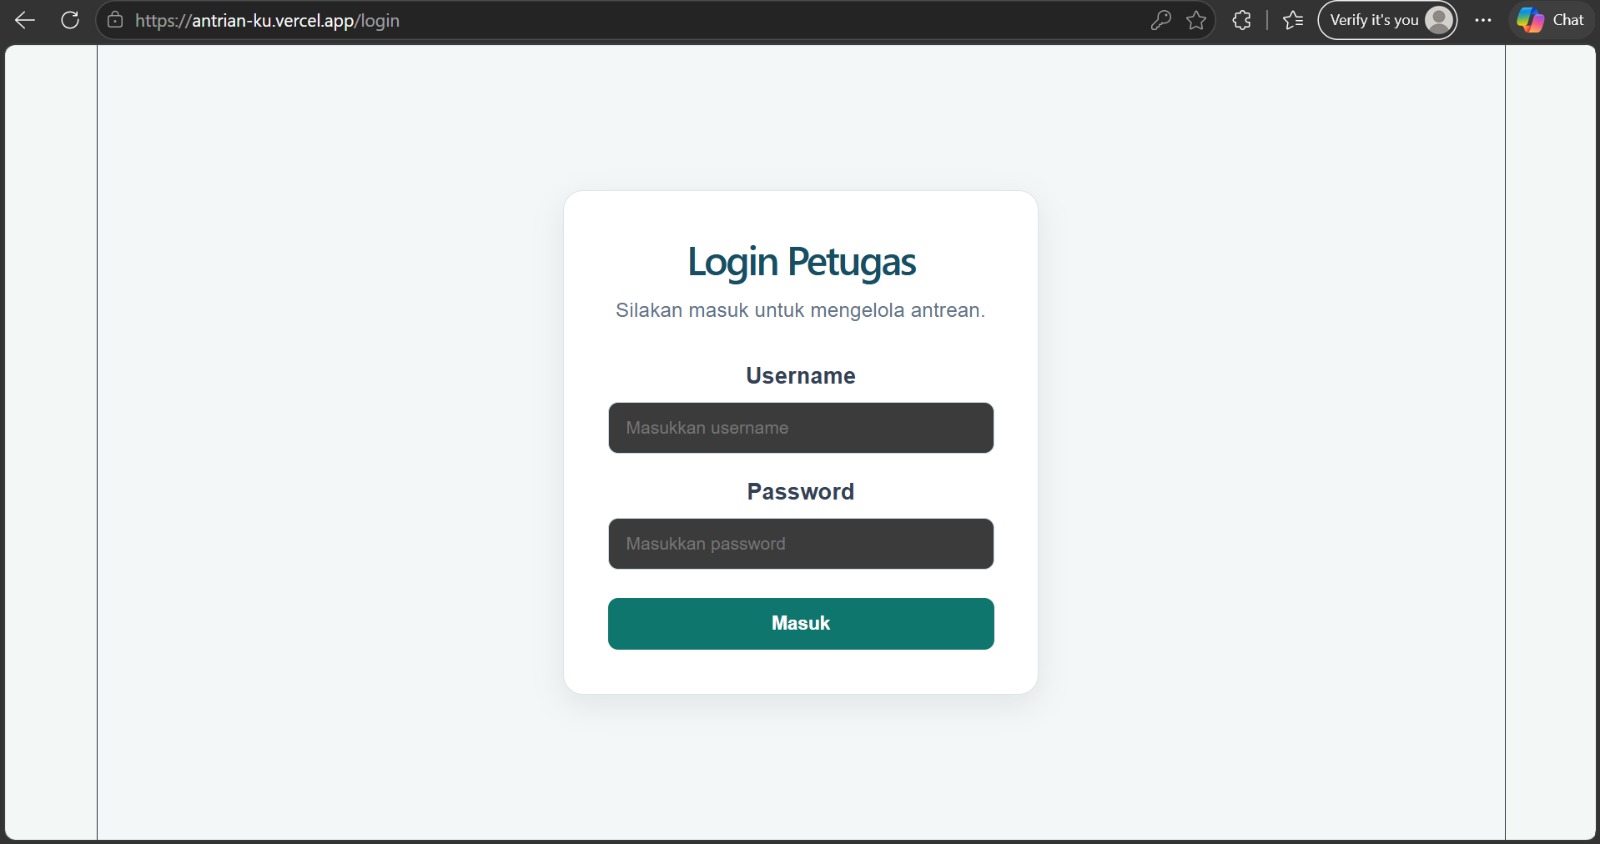 https://antrian-ku.vercel.app/login
Verify it's you
Chat
Login Petugas
Silakan masuk untuk mengelola antrean.
Username
Masukkan username
Password
Masukkan password
Masuk